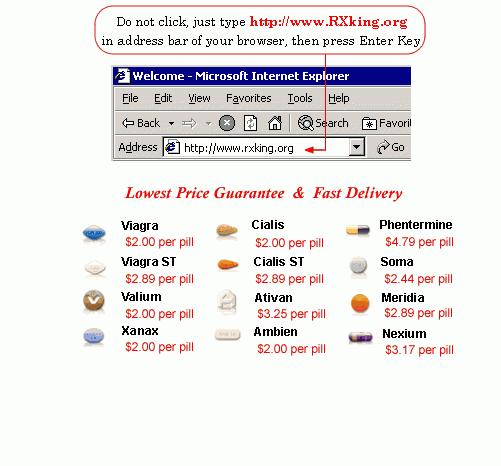 Do not click, just type http://www.RXking.org
in address bar of your browser, then press Enter Key
Welcome - Microsoft Internet Explorer
File Edit View Favorites Tools Help
Back Search Favorit
Address http://www.rxking.org Go
Lowest Price Guarantee & Fast Delivery
Viagra Cialis Phentermine
$2.00 per pill $2.00 per pill $4.79 per pill
Viagra ST Cialis ST Soma
$2.89 per pill $2.89 per pill $2.44 per pill
Valium Ativan Meridia
$2.00 per pill $3.25 per pill $2.89 per pill
Xanax Ambien Nexium
$2.00 per pill $2.00 per pill $3.17 per pill